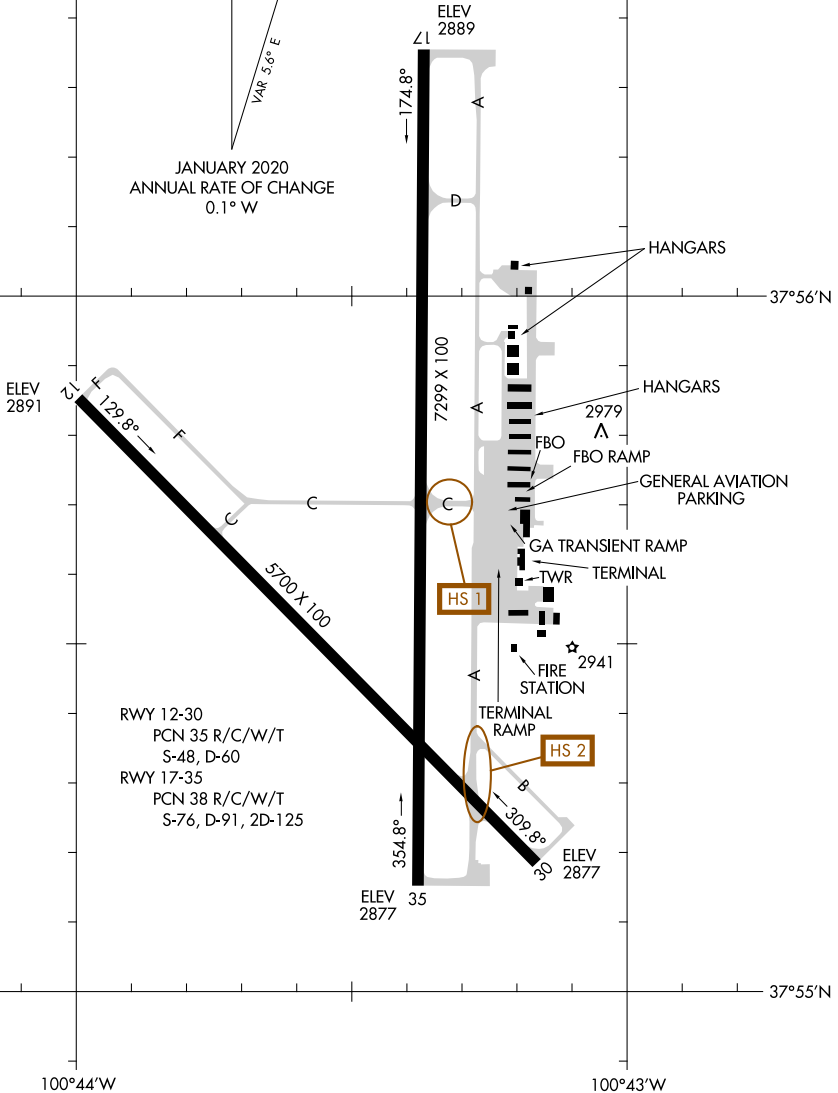 ELEV
2889
17
174.8°
A
VAR 5.6° E
JANUARY 2020
ANNUAL RATE OF CHANGE
0.1° W
D
HANGARS
37°56'N
7299 X 100
ELEV
2891
12
F
129.8°
F
A
HANGARS
2979
FBO
FBO RAMP
GENERAL AVIATION
PARKING
C
C
C
GA TRANSIENT RAMP
TERMINAL
TWR
5700 X 100
HS 1
2941
FIRE
STATION
A
TERMINAL
RAMP
HS 2
RWY 12-30
PCN 35 R/C/W/T
S-48, D-60
RWY 17-35
PCN 38 R/C/W/T
S-76, D-91, 2D-125
B
354.8°
309.8°
30
ELEV
2877
ELEV
2877
35
37°55'N
100°44'W
100°43'W